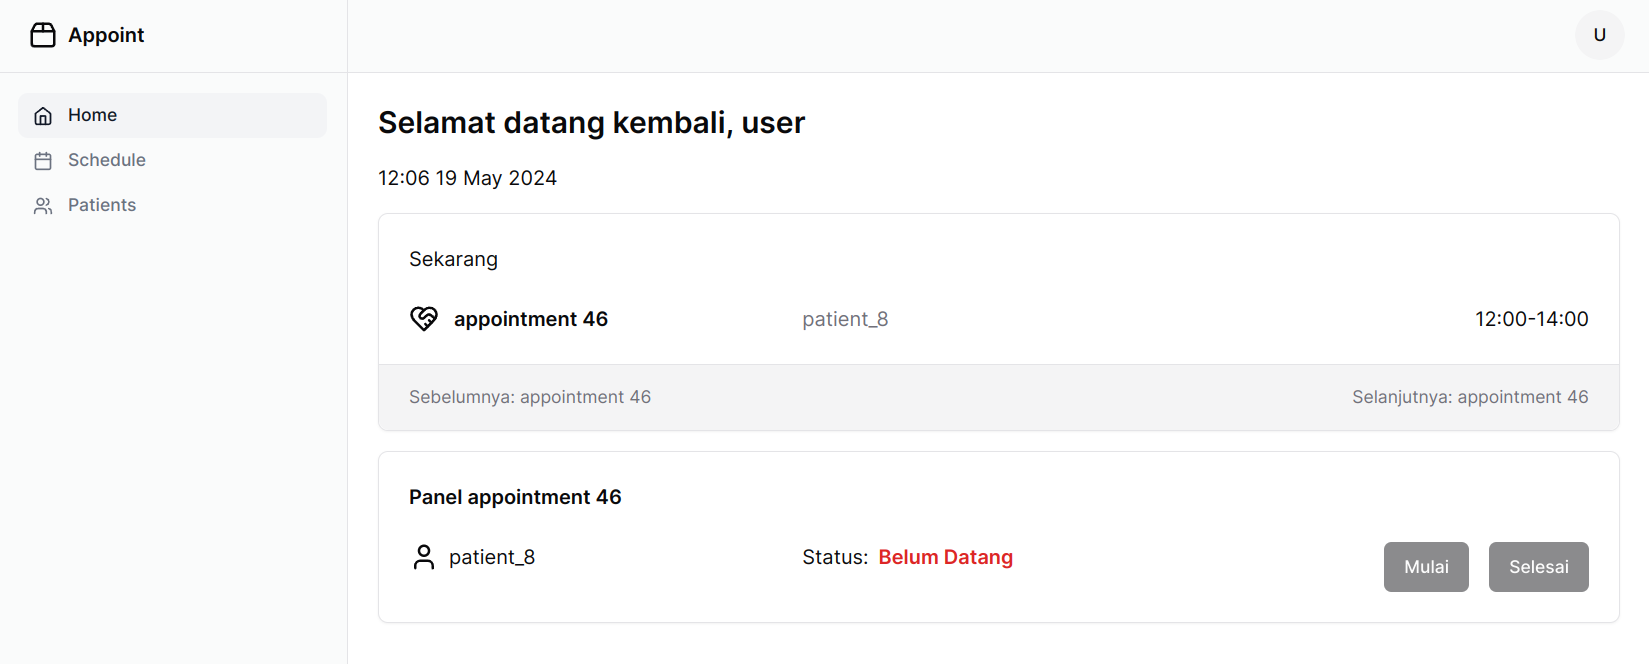 Appoint
U
Home
Schedule
Patients
Selamat datang kembali, user
12:06 19 May 2024
Sekarang
appointment 46 patient_8 12:00-14:00
Sebelumnya: appointment 46 Selanjutnya: appointment 46
Panel appointment 46
patient_8 Status: Belum Datang Mulai Selesai